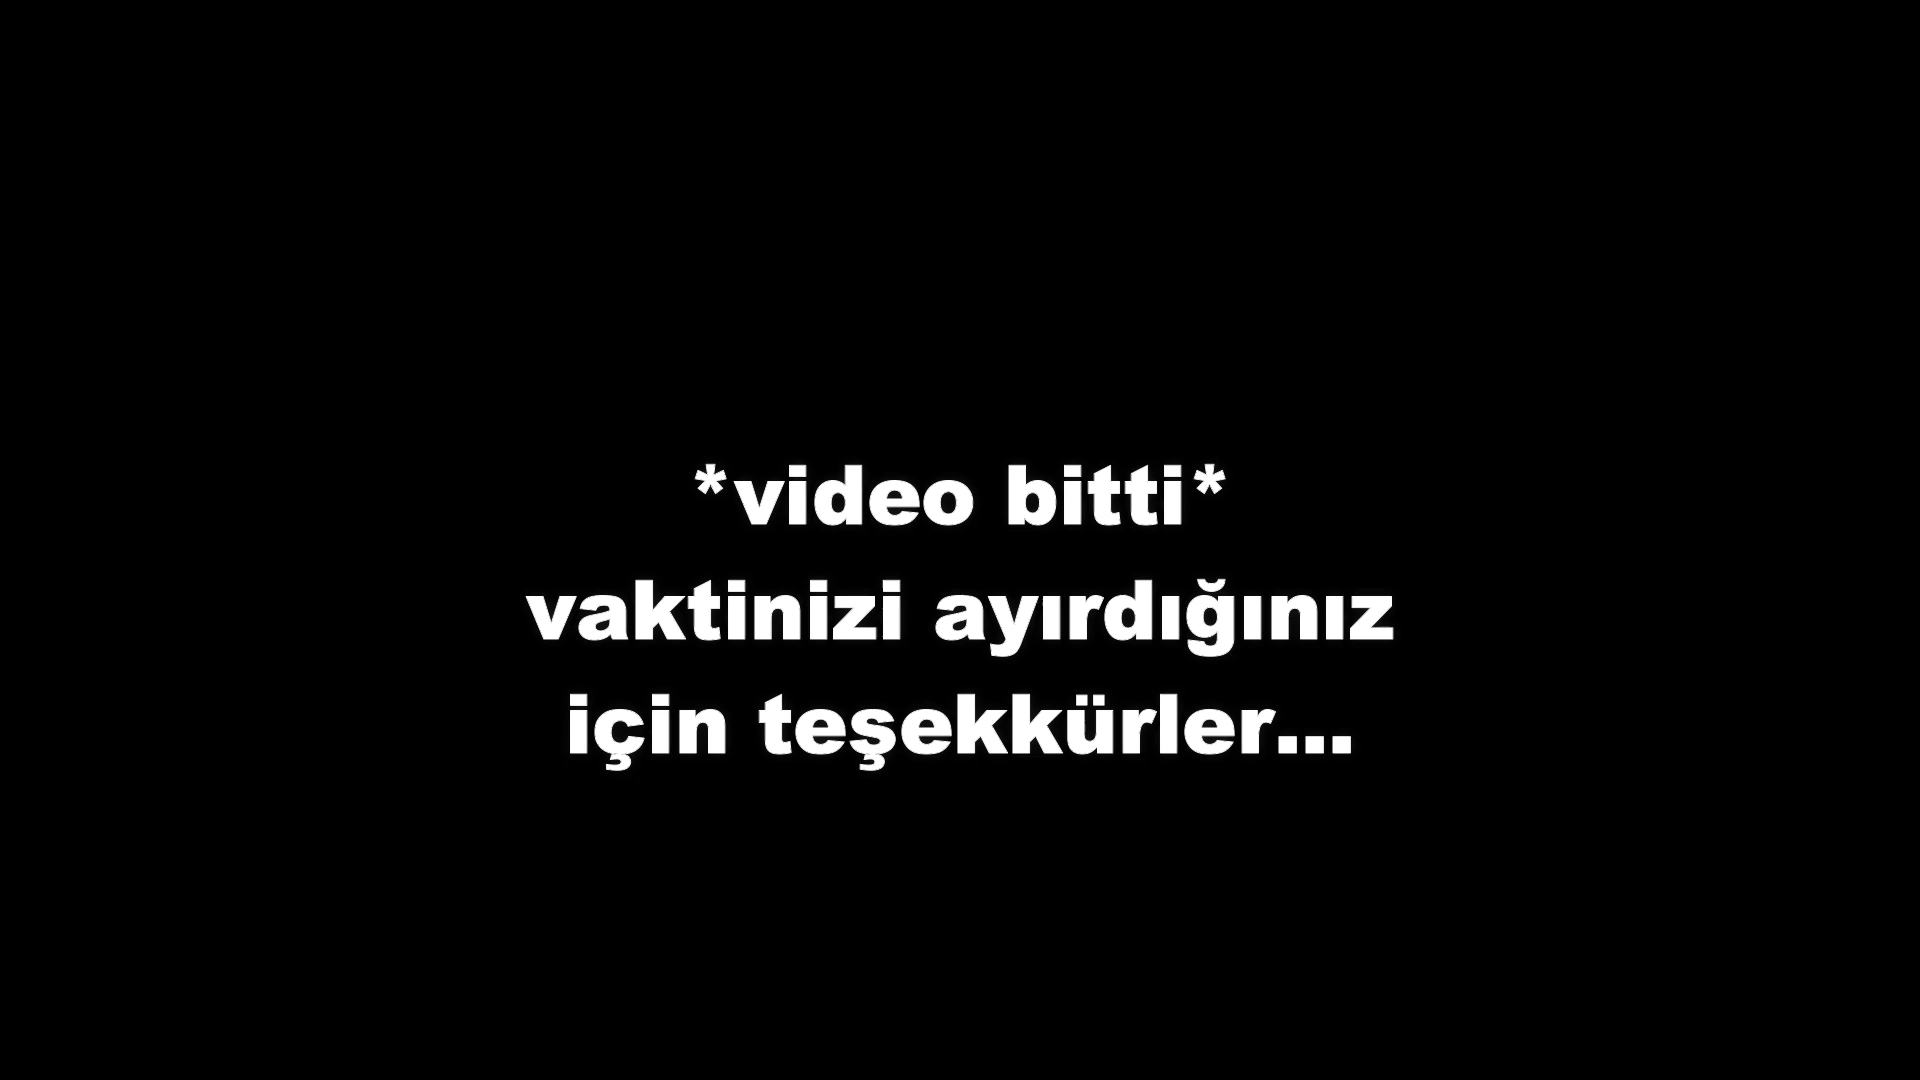 *video bitti*
vaktinizi ayırdığınız
için teşekkürler...